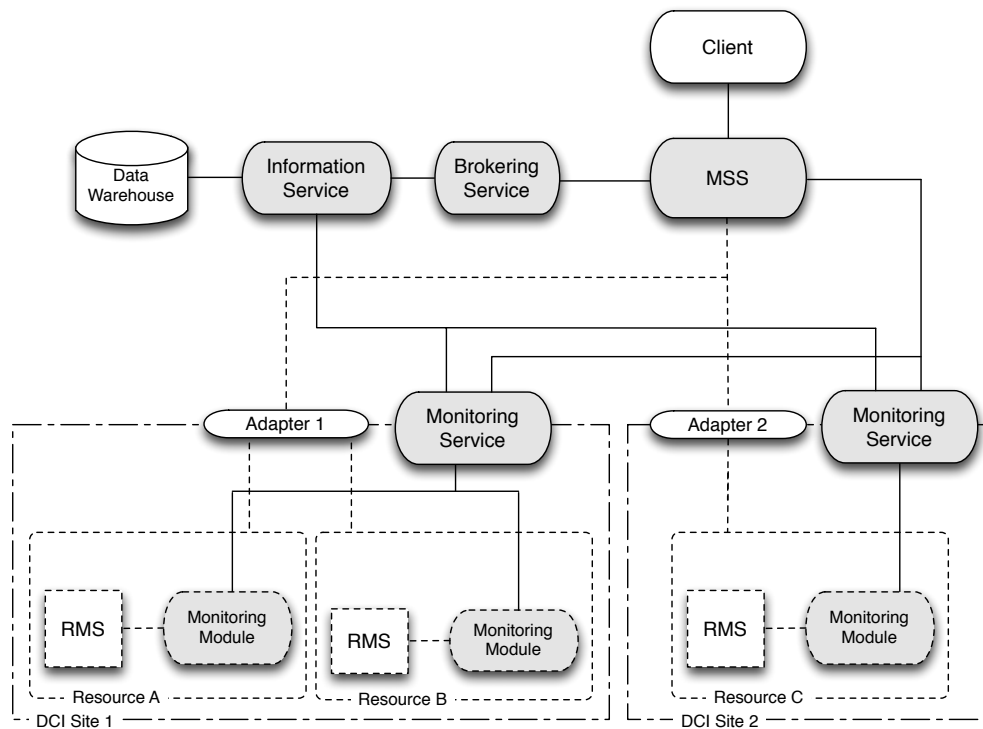 Client
Data
Warehouse
Information
Service
Brokering
Service
MSS
Adapter 1
Monitoring
Service
Adapter 2
Monitoring
Service
RMS
Monitoring
Module
RMS
Monitoring
Module
RMS
Monitoring
Module
Resource A
Resource B
Resource C
DCI Site 1
DCI Site 2